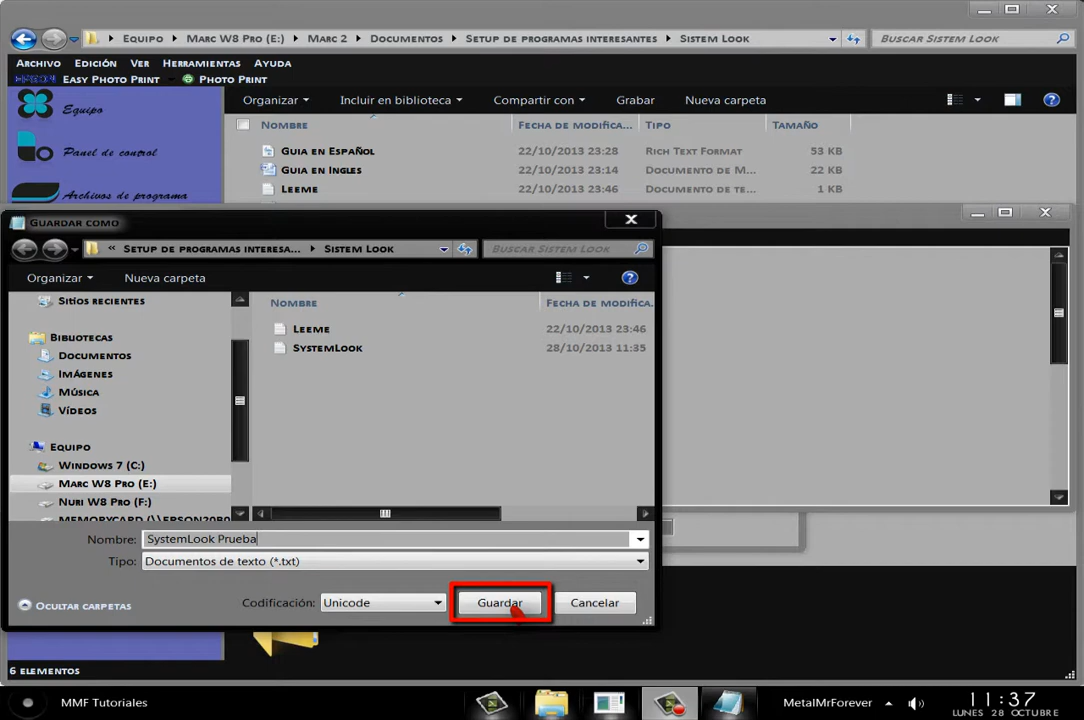 Equipo Marc W8 Pro (E:) Marc 2 Documentos Setup de programas interesantes Sistem Look Buscar Sistem Look
Archivo Edición Ver Herramientas Ayuda
Easy Photo Print Photo Print
Organizar Incluir en biblioteca Compartir con Grabar Nueva carpeta
Equipo
Panel de control
Archivos de programa
Nombre Fecha de modifica... Tipo Tamaño
Guia en Español 22/10/2013 23:28 Rich Text Format 53 KB
Guia en Ingles 22/10/2013 23:14 Documento de M... 22 KB
Leeme 22/10/2013 23:46 Documento de te... 1 KB
Guardar como
« Setup de programas interesa... Sistem Look Buscar Sistem Look
Organizar Nueva carpeta
Sitios recientes
Bibliotecas
Documentos
Imágenes
Música
Vídeos
Equipo
Windows 7 (C:)
Marc W8 Pro (E:)
Nuri W8 Pro (F:)
Nombre Fecha de modifica.
Leeme 22/10/2013 23:46
SystemLook 28/10/2013 11:35
Nombre: SystemLook Prueba
Tipo: Documentos de texto (*.txt)
Ocultar carpetas Codificación: Unicode Guardar Cancelar
6 elementos
MMF Tutoriales
MetalMrForever
11:37
Lunes 28 Octubre